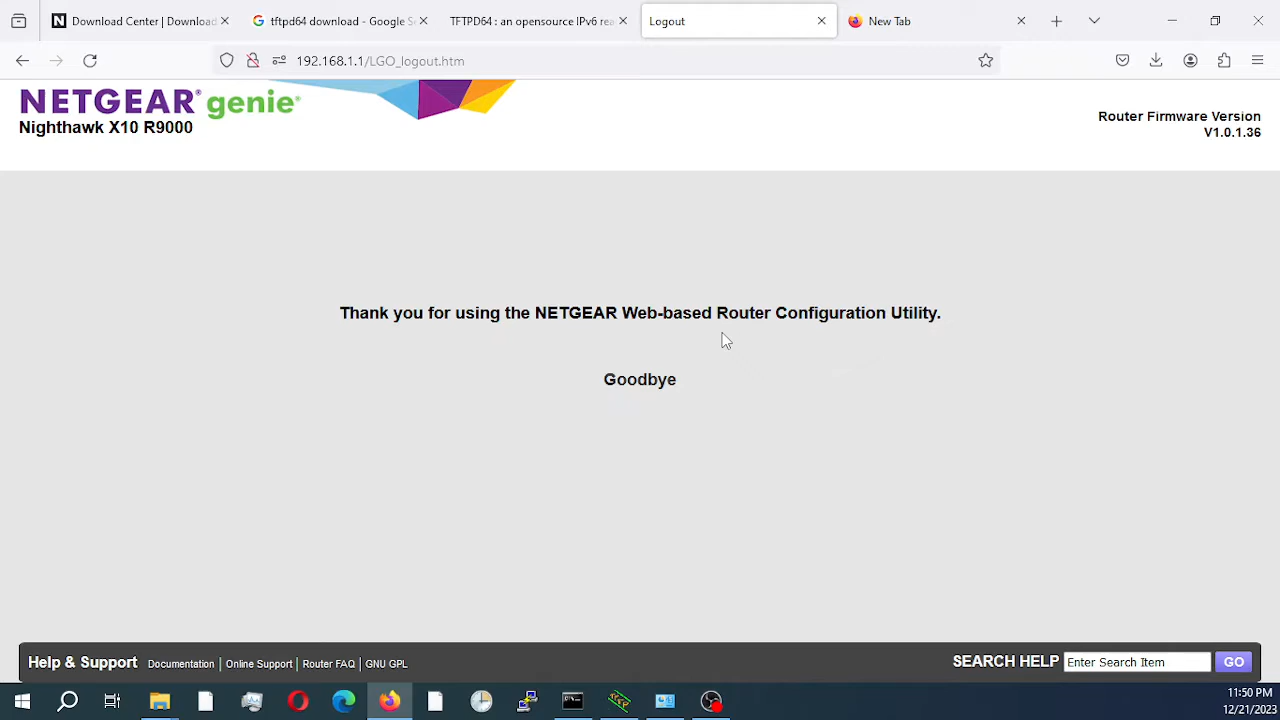 Download Center | Download
tftpd64 download - Google Se
TFTPD64 : an opensource IPv6 rea
Logout
New Tab
192.168.1.1/LGO_logout.htm
NETGEAR® genie®
Nighthawk X10 R9000
Router Firmware Version
V1.0.1.36
Thank you for using the NETGEAR Web-based Router Configuration Utility.
Goodbye
Help & Support Documentation | Online Support | Router FAQ | GNU GPL
SEARCH HELP Enter Search Item GO
11:50 PM
12/21/2023